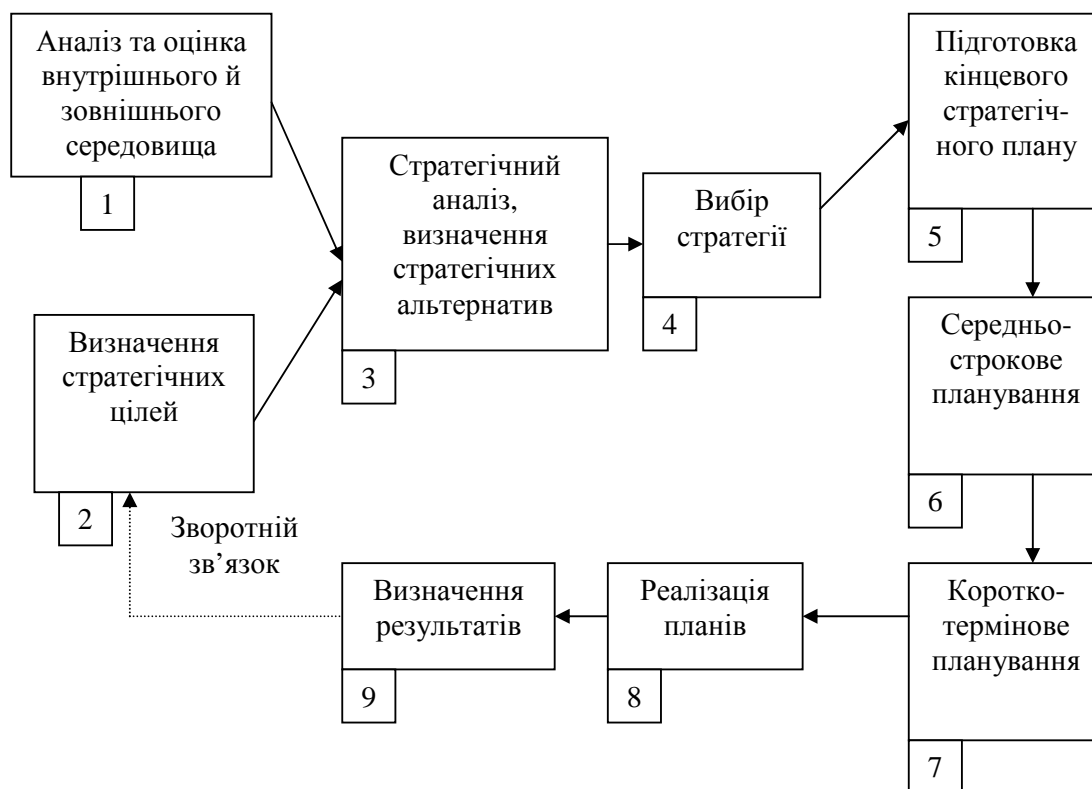 Аналіз та оцінка
внутрішнього й
зовнішнього
середовища
1
Визначення
стратегічних
цілей
2
Стратегічний
аналіз,
визначення
стратегічних
альтернатив
3
Вибір
стратегії
4
Підготовка
кінцевого
стратегіч-
ного плану
5
Середньо-
строкове
планування
6
Коротко-
термінове
планування
7
Реалізація
планів
8
Визначення
результатів
9
Зворотній
зв’язок